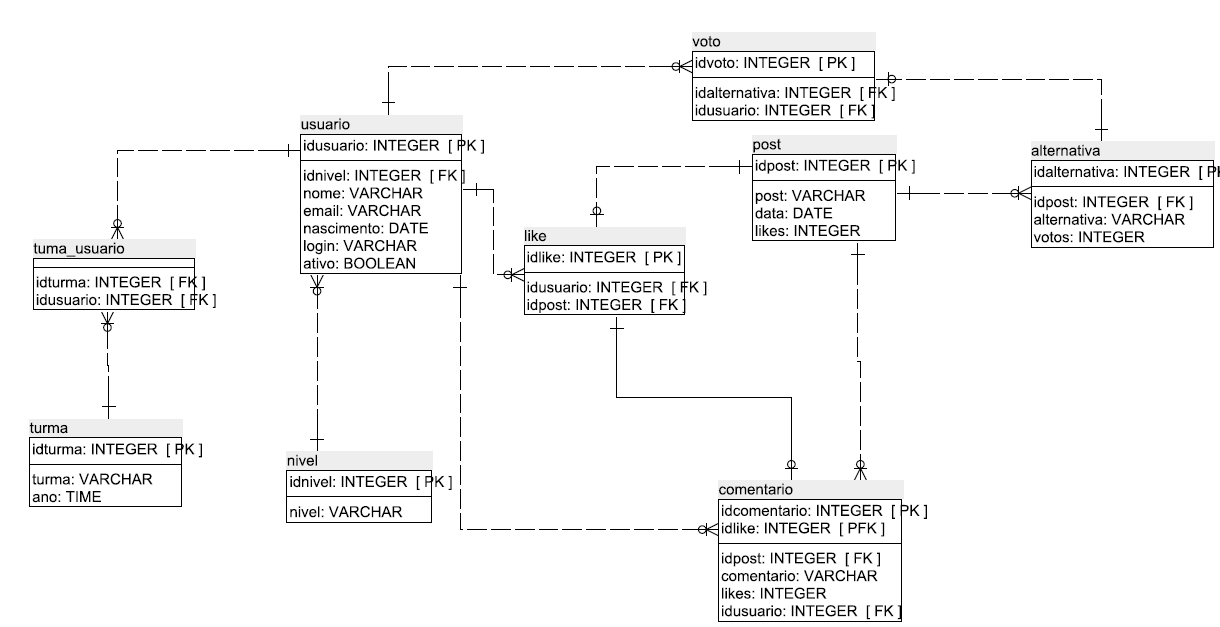 voto
idvoto: INTEGER [ PK ]
idalternativa: INTEGER [ FK ]
idusuario: INTEGER [ FK ]
usuario
idusuario: INTEGER [ PK ]
idnivel: INTEGER [ FK ]
nome: VARCHAR
email: VARCHAR
nascimento: DATE
login: VARCHAR
ativo: BOOLEAN
post
idpost: INTEGER [ PK ]
post: VARCHAR
data: DATE
likes: INTEGER
alternativa
idalternativa: INTEGER [ PK
idpost: INTEGER [ FK ]
alternativa: VARCHAR
votos: INTEGER
tuma_usuario
idturma: INTEGER [ FK ]
idusuario: INTEGER [ FK ]
like
idlike: INTEGER [ PK ]
idusuario: INTEGER [ FK ]
idpost: INTEGER [ FK ]
turma
idturma: INTEGER [ PK ]
turma: VARCHAR
ano: TIME
nivel
idnivel: INTEGER [ PK ]
nivel: VARCHAR
comentario
idcomentario: INTEGER [ PK ]
idlike: INTEGER [ PFK ]
idpost: INTEGER [ FK ]
comentario: VARCHAR
likes: INTEGER
idusuario: INTEGER [ FK ]